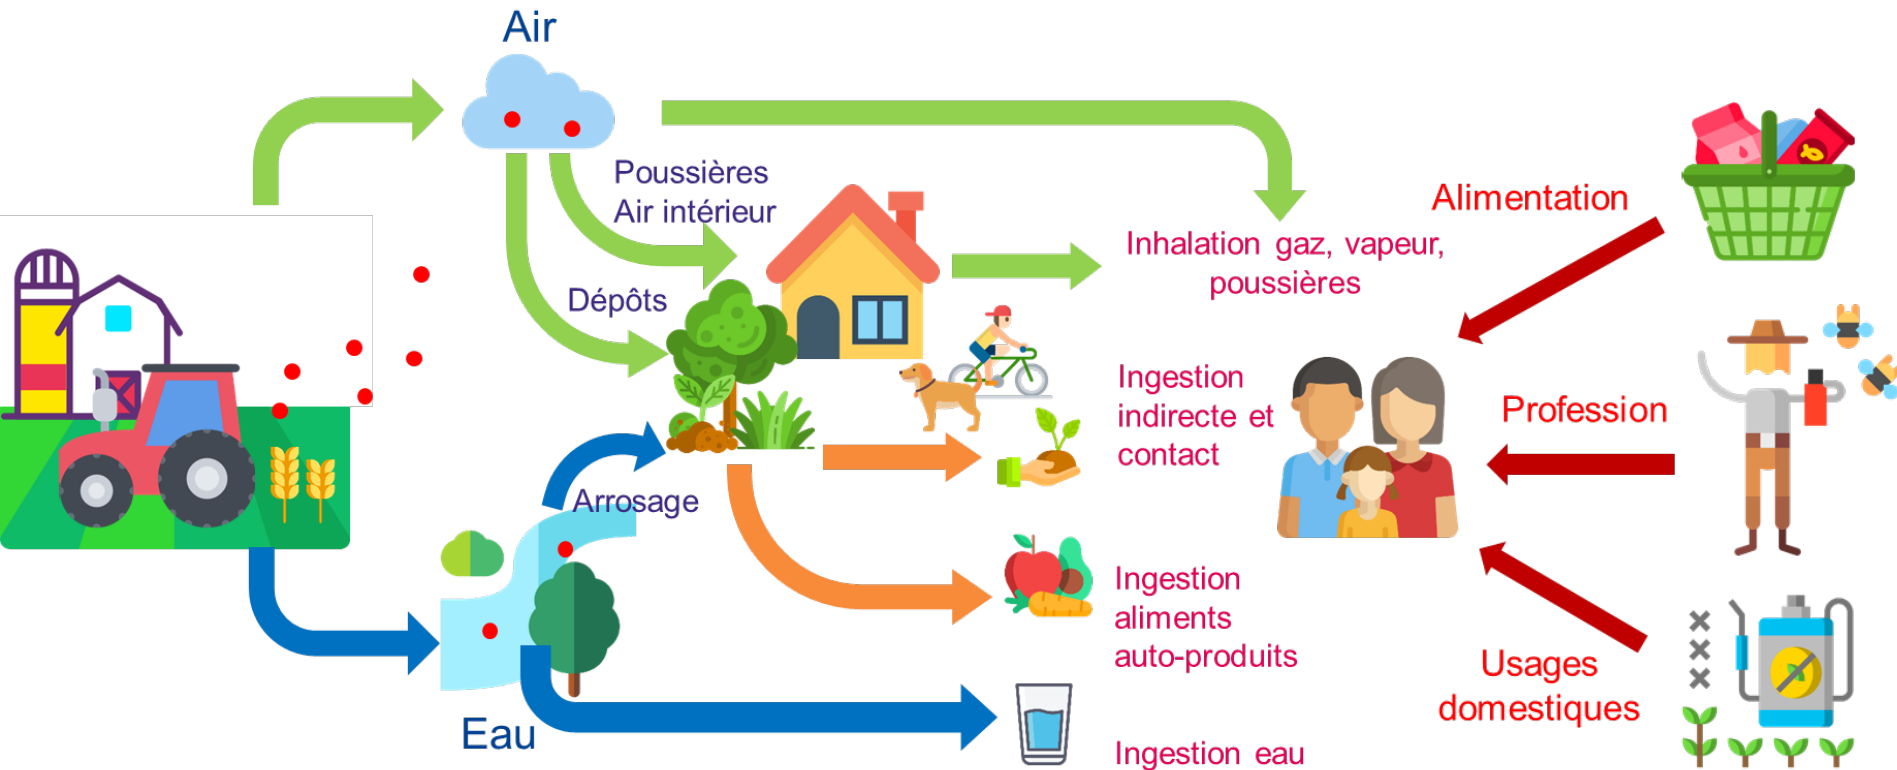 Air
Poussières
Air intérieur
Dépôts
Arrosage
Eau
Inhalation gaz, vapeur,
poussières
Ingestion
indirecte et
contact
Ingestion
aliments
auto-produits
Ingestion eau
Alimentation
Profession
Usages
domestiques